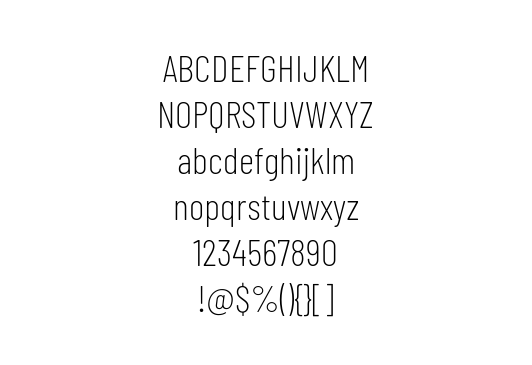 ABCDEFGHIJKLM
NOPQRSTUVWXYZ
abcdefghijklm
nopqrstuvwxyz
1234567890
!@$%(){}[ ]